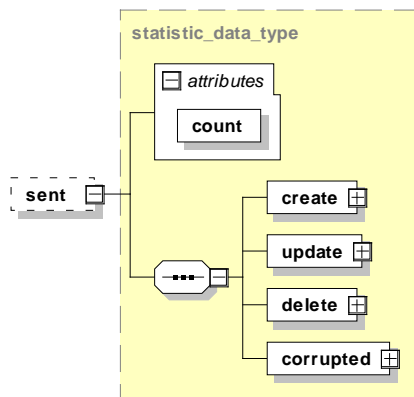 statistic_data_type
attributes
count
sent
create
update
delete
corrupted